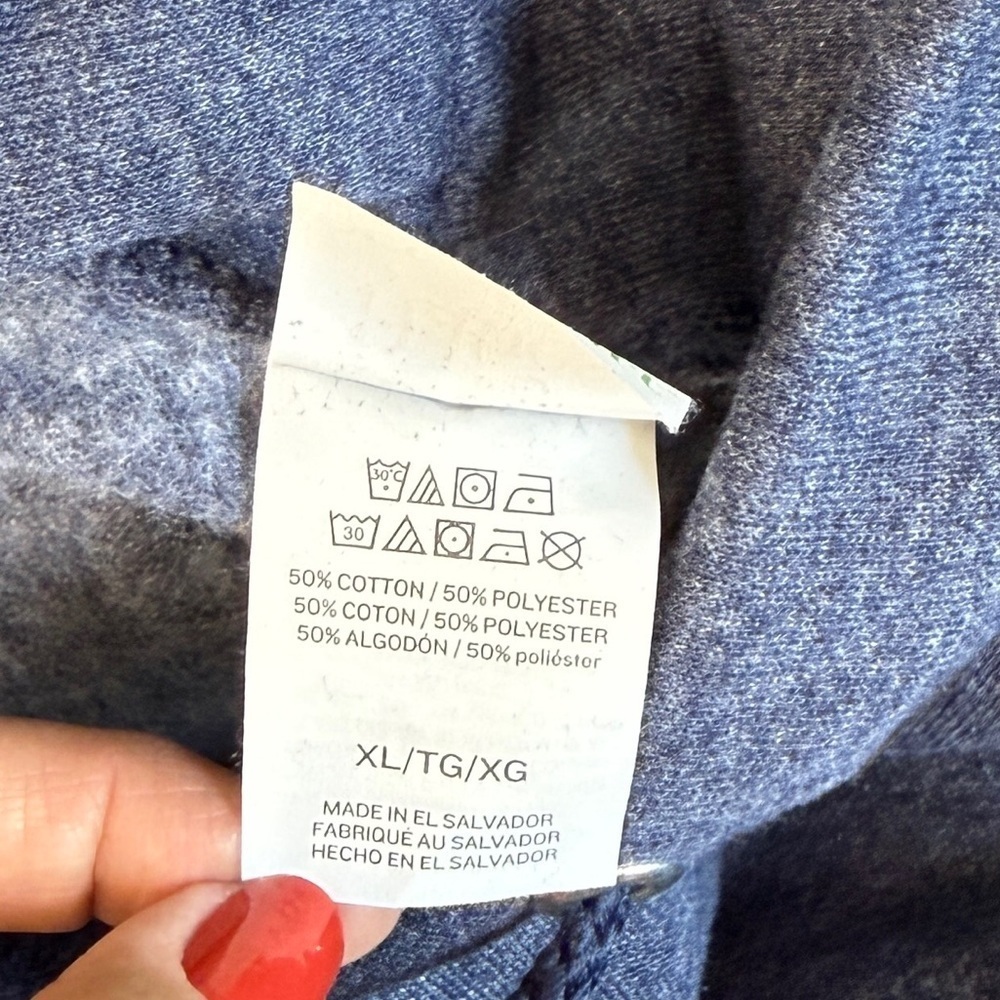 30°C
30
50% COTTON / 50% POLYESTER
50% COTON / 50% POLYESTER
50% ALGODÓN / 50% poliéster
XL/TG/XG
MADE IN EL SALVADOR
FABRIQUÉ AU SALVADOR
HECHO EN EL SALVADOR